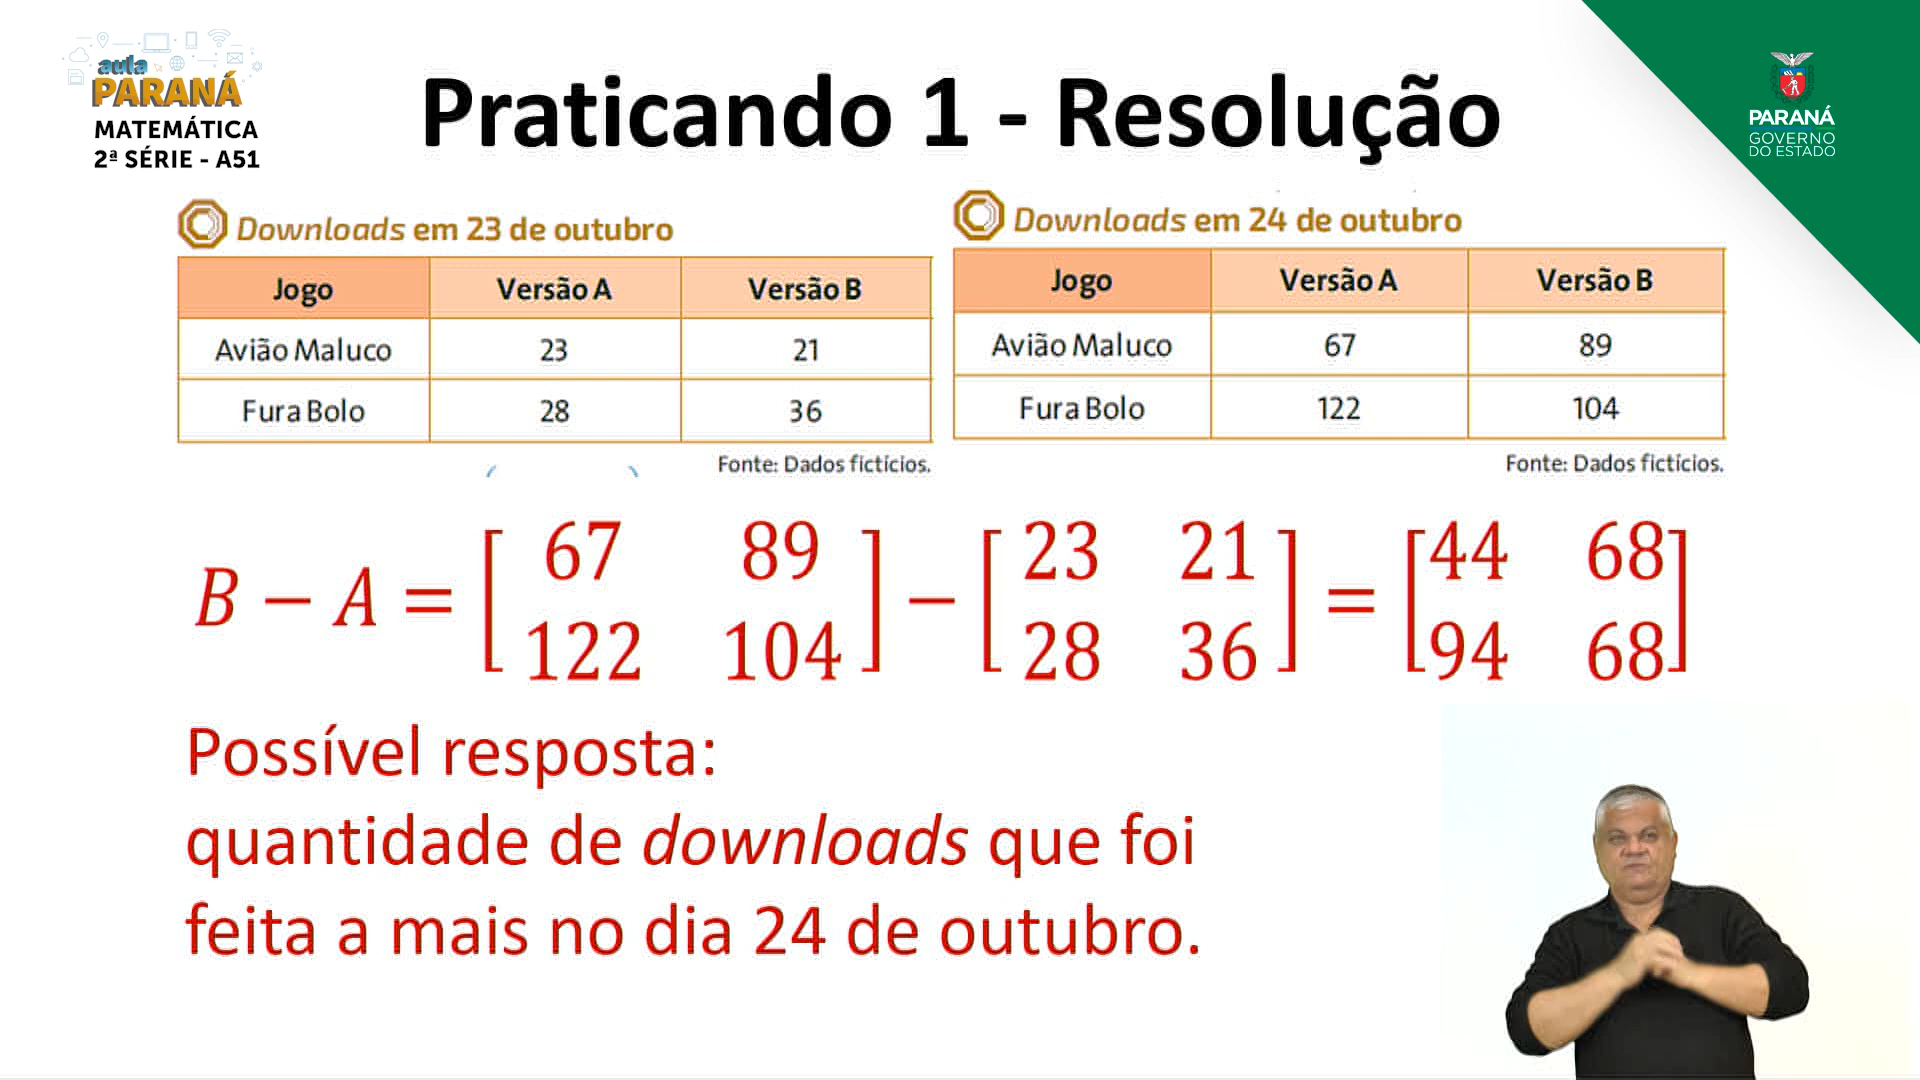 aula
PARANÁ
MATEMÁTICA
2ª SÉRIE - A51
Praticando 1 - Resolução
PARANÁ
GOVERNO
DO ESTADO
Downloads em 23 de outubro
Jogo Versão A Versão B
Avião Maluco 23 21
Fura Bolo 28 36
Fonte: Dados fictícios.
Downloads em 24 de outubro
Jogo Versão A Versão B
Avião Maluco 67 89
Fura Bolo 122 104
Fonte: Dados fictícios.
B − A = [67 89 122 104] − [23 21 28 36] = [44 68 94 68]
Possível resposta:
quantidade de downloads que foi
feita a mais no dia 24 de outubro.